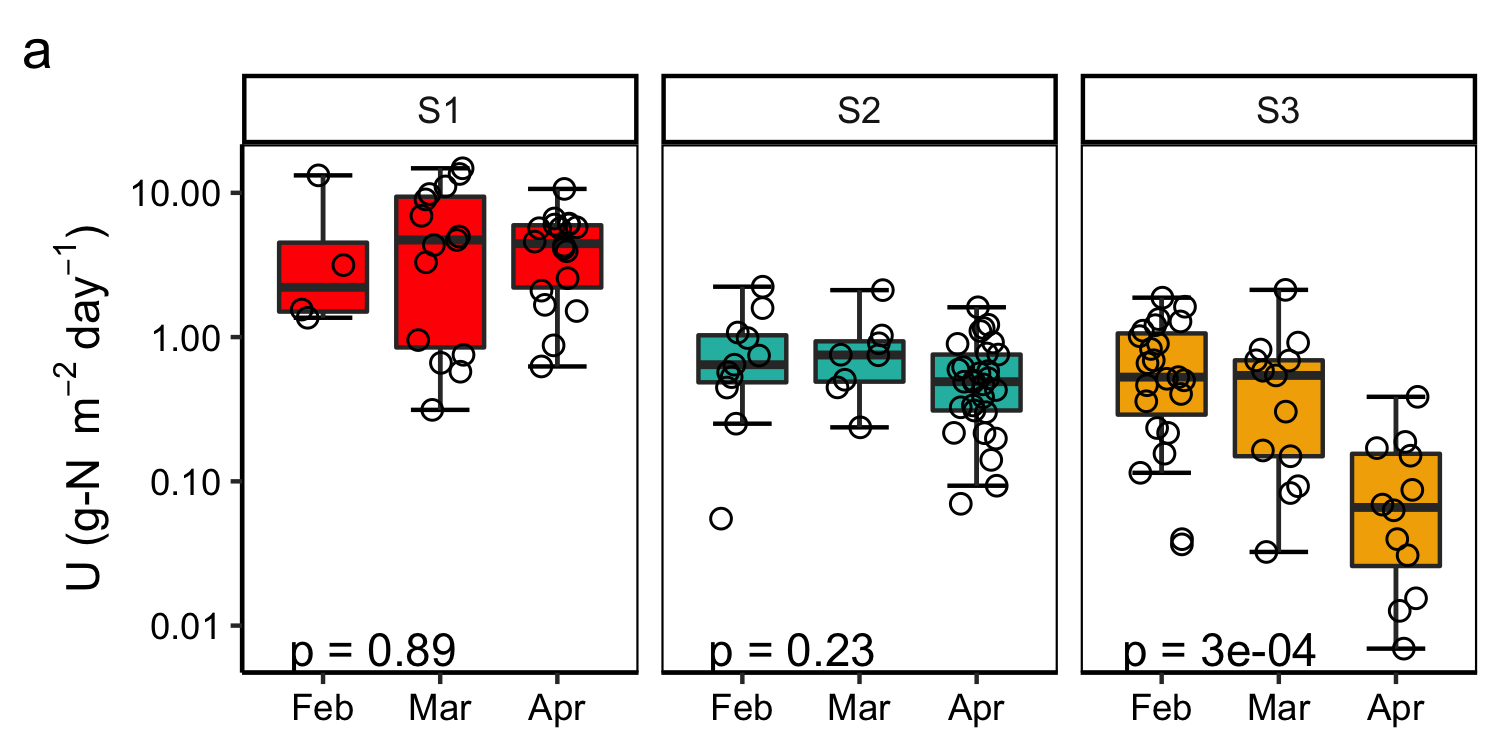 a
S1 S2 S3
U (g-N m⁻² day⁻¹)
10.00
1.00
0.10
0.01
p = 0.89 p = 0.23 p = 3e-04
Feb Mar Apr Feb Mar Apr Feb Mar Apr